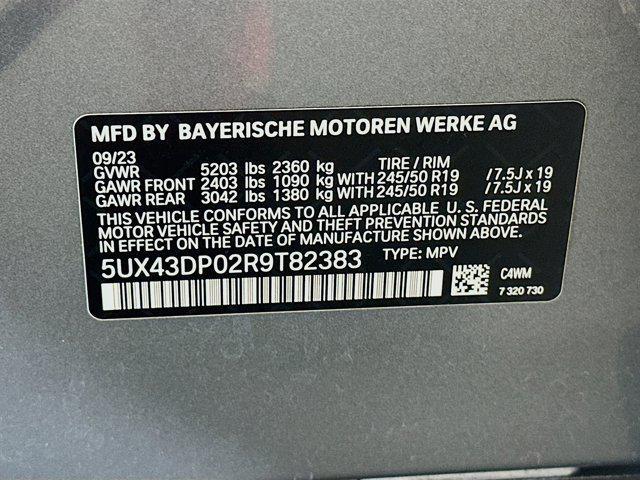 MFD BY BAYERISCHE MOTOREN WERKE AG
09/23 TIRE / RIM
GVWR 5203 lbs 2360 kg
GAWR FRONT 2403 lbs 1090 kg WITH 245/50 R19 /7.5J x 19
GAWR REAR 3042 lbs 1380 kg WITH 245/50 R19 /7.5J x 19
THIS VEHICLE CONFORMS TO ALL APPLICABLE U. S. FEDERAL
MOTOR VEHICLE SAFETY AND THEFT PREVENTION STANDARDS
IN EFFECT ON THE DATE OF MANUFACTURE SHOWN ABOVE.
5UX43DP02R9T82383 TYPE: MPV
C4WM
7 320 730